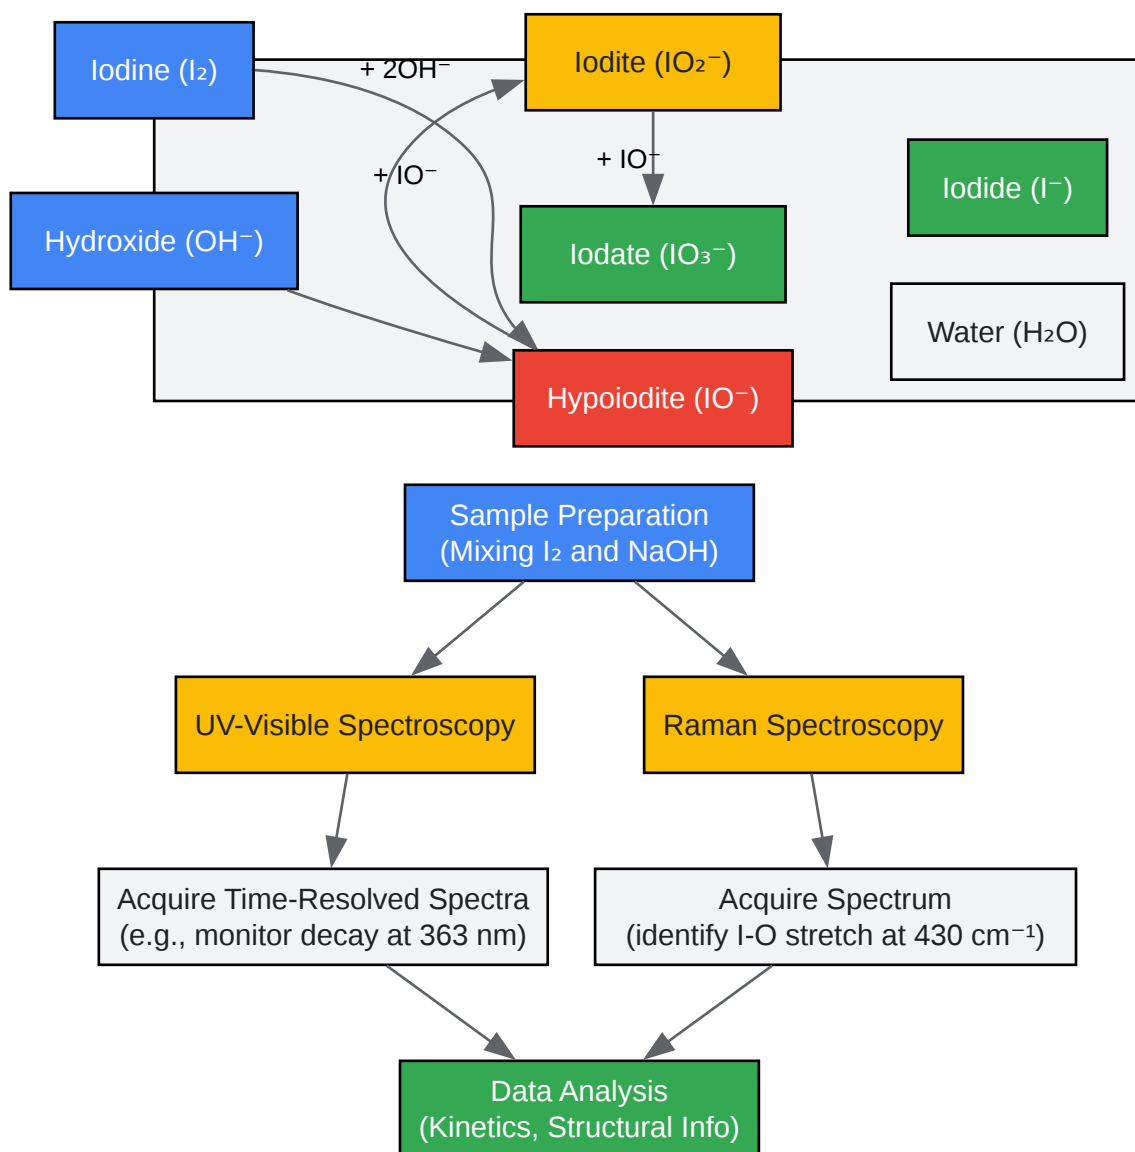 Iodine (I₂)
+ 2OH⁻
Iodite (IO₂⁻)
+ IO⁻
+ IO⁻
Iodide (I⁻)
Hydroxide (OH⁻)
Iodate (IO₃⁻)
Water (H₂O)
Hypoiodite (IO⁻)
Sample Preparation
(Mixing I₂ and NaOH)
UV-Visible Spectroscopy
Raman Spectroscopy
Acquire Time-Resolved Spectra
(e.g., monitor decay at 363 nm)
Acquire Spectrum
(identify I-O stretch at 430 cm⁻¹)
Data Analysis
(Kinetics, Structural Info)